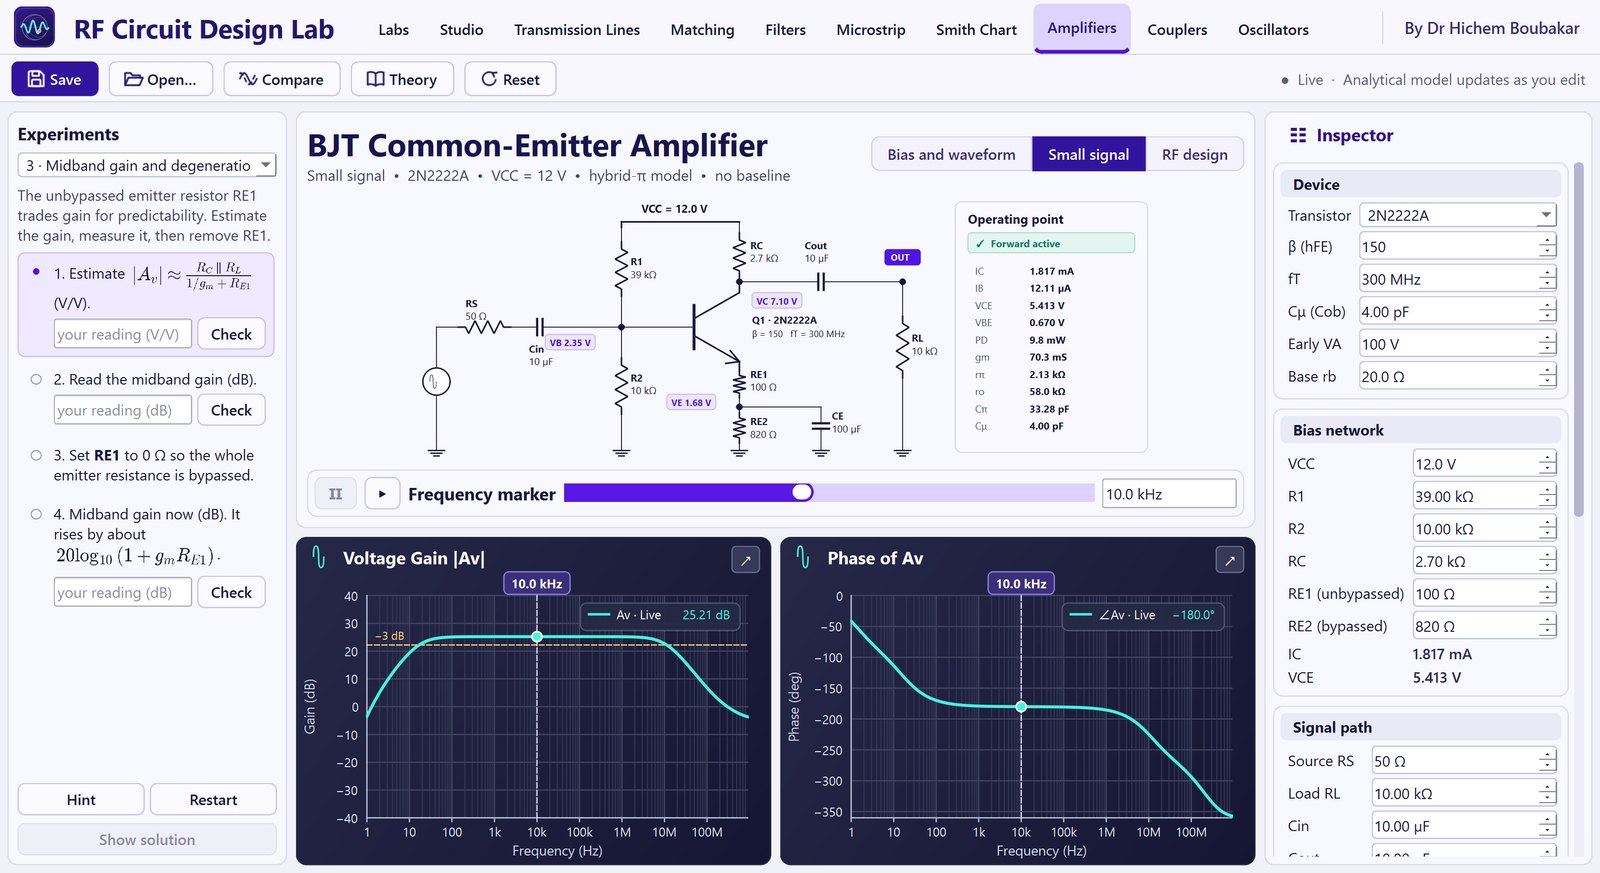 RF Circuit Design Lab
Labs
Studio
Transmission Lines
Matching
Filters
Microstrip
Smith Chart
Amplifiers
Couplers
Oscillators
By Dr Hichem Boubakar
Save
Open...
Compare
Theory
Reset
● Live · Analytical model updates as you edit
Experiments
3 · Midband gain and degeneratio
The unbypassed emitter resistor RE1
trades gain for predictability. Estimate
the gain, measure it, then remove RE1.
1. Estimate |A_v| ≈ (R_C ∥ R_L)/(1/g_m + R_E1)
(V/V).
your reading (V/V)
Check
2. Read the midband gain (dB).
your reading (dB)
Check
3. Set RE1 to 0 Ω so the whole
emitter resistance is bypassed.
4. Midband gain now (dB). It
rises by about
20log₁₀(1 + g_m R_E1).
your reading (dB)
Check
Hint
Restart
Show solution
BJT Common-Emitter Amplifier
Small signal • 2N2222A • VCC = 12 V • hybrid-π model • no baseline
Bias and waveform
Small signal
RF design
VCC = 12.0 V
R1
39 kΩ
RC
2.7 kΩ
Cout
10 µF
OUT
RS
50 Ω
Cin
10 µF
VB 2.35 V
VC 7.10 V
Q1 · 2N2222A
β = 150 fT = 300 MHz
RL
10 kΩ
R2
10 kΩ
RE1
100 Ω
VE 1.68 V
RE2
820 Ω
CE
100 µF
Operating point
✓ Forward active
IC 1.817 mA
IB 12.11 µA
VCE 5.413 V
VBE 0.670 V
PD 9.8 mW
gm 70.3 mS
rπ 2.13 kΩ
ro 58.0 kΩ
Cπ 33.28 pF
Cµ 4.00 pF
Frequency marker
10.0 kHz
Voltage Gain |Av|
10.0 kHz
Av · Live 25.21 dB
−3 dB
40
30
20
10
0
−10
−20
−30
−40
Gain (dB)
1 10 100 1k 10k 100k 1M 10M 100M
Frequency (Hz)
Phase of Av
10.0 kHz
∠Av · Live −180.0°
0
−50
−100
−150
−200
−250
−300
−350
Phase (deg)
1 10 100 1k 10k 100k 1M 10M 100M
Frequency (Hz)
Inspector
Device
Transistor 2N2222A
β (hFE) 150
fT 300 MHz
Cµ (Cob) 4.00 pF
Early VA 100 V
Base rb 20.0 Ω
Bias network
VCC 12.0 V
R1 39.00 kΩ
R2 10.00 kΩ
RC 2.70 kΩ
RE1 (unbypassed) 100 Ω
RE2 (bypassed) 820 Ω
IC 1.817 mA
VCE 5.413 V
Signal path
Source RS 50 Ω
Load RL 10.00 kΩ
Cin 10.00 µF